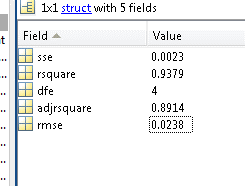 1x1 struct with 5 fields
Field Value
sse 0.0023
rsquare 0.9379
dfe 4
adjrsquare 0.8914
rmse 0.0238